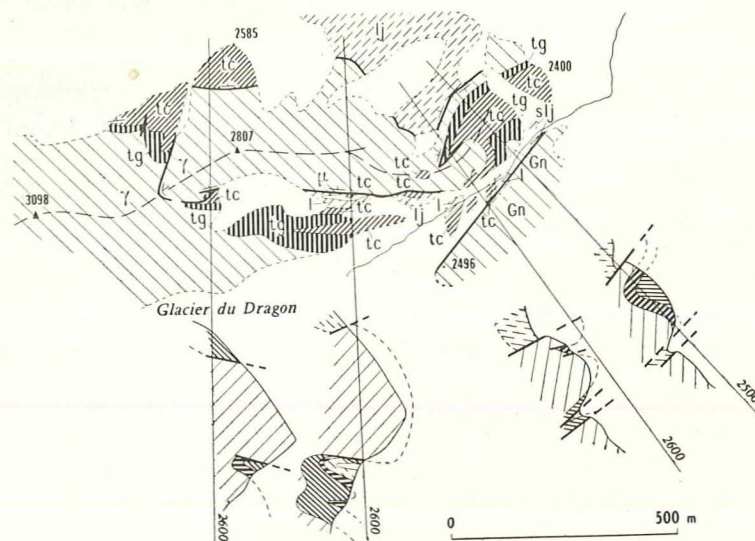 2585
lj
tg
2400
tc
tc
tg
slj
tc
tc
2807
tg
γ
tc
Gn
μ
tc
tc
l
3098
γ
tc
l
tc
l
Gn
tg
tc
lj
tc
tc
tc
2496
Glacier du Dragon
2500
2600
2600
2600
0 500 m